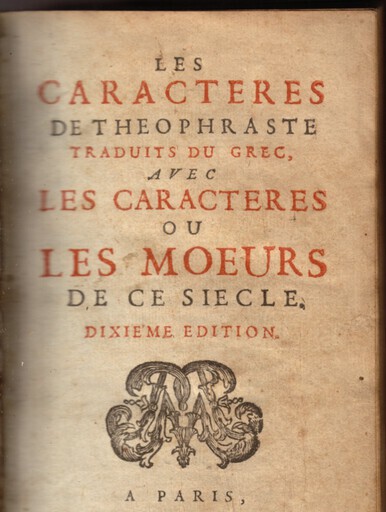 LES
CARACTERES
DE THEOPHRASTE
TRADUITS DU GREC,
AVEC
LES CARACTERES
OU
LES MOEURS
DE CE SIECLE.
DIXIEME EDITION.
A PARIS,